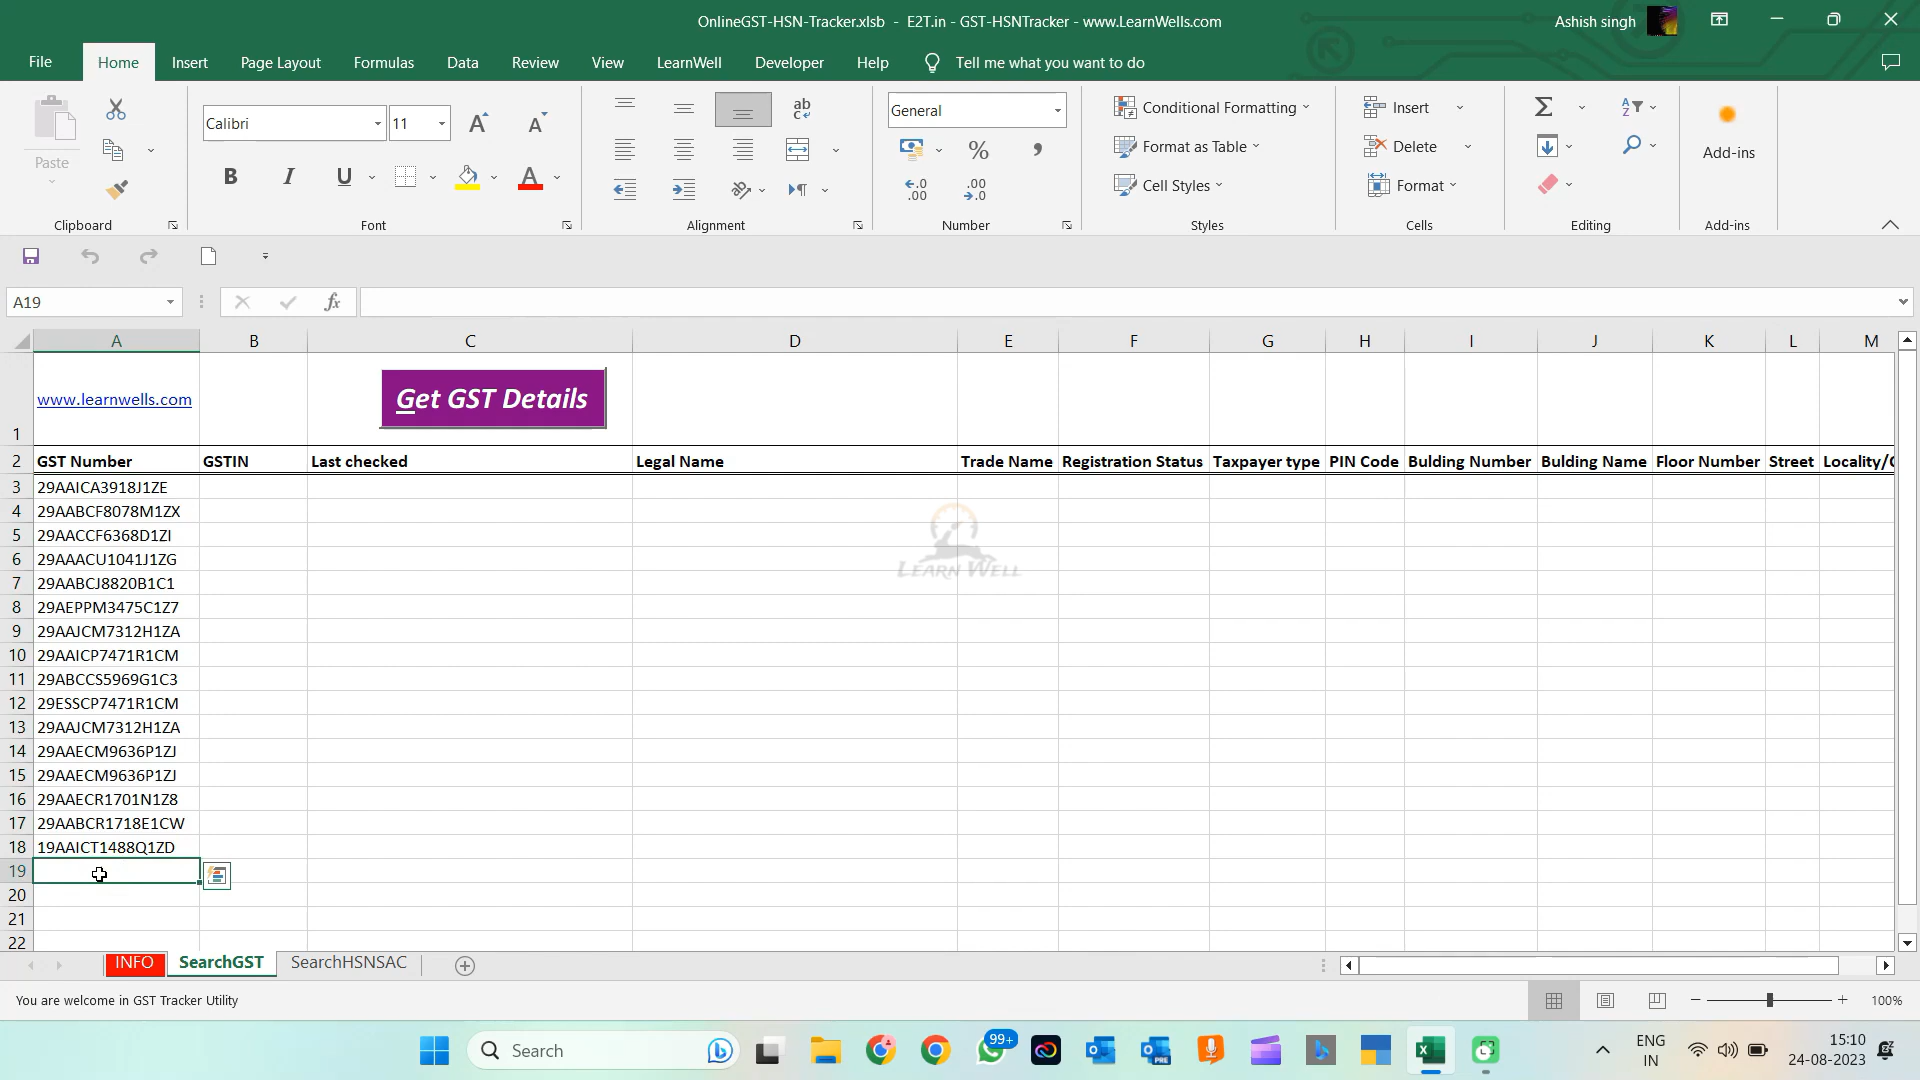 OnlineGST-HSN-Tracker.xlsb - E2T.in - GST-HSNTracker - www.LearnWells.com
Ashish singh
File Home Insert Page Layout Formulas Data Review View LearnWell Developer Help Tell me what you want to do
Paste
Clipboard
Calibri 11 A A
B I U A
Font
ab
c
Alignment
General
% ,
←.0 .00
.00 →.0
Number
Conditional Formatting
Format as Table
Cell Styles
Styles
Insert
Delete
Format
Cells
Σ A Z
Editing
Add-ins
Add-ins
A19 fx
A B C D E F G H I J K L M
1 www.learnwells.com Get GST Details
2 GST Number GSTIN Last checked Legal Name Trade Name Registration Status Taxpayer type PIN Code Bulding Number Bulding Name Floor Number Street Locality/
3 29AAICA3918J1ZE
4 29AABCF8078M1ZX
5 29AACCF6368D1ZI
6 29AAACU1041J1ZG
7 29AABCJ8820B1C1
8 29AEPPM3475C1Z7
9 29AAJCM7312H1ZA
10 29AAICP7471R1CM
11 29ABCCS5969G1C3
12 29ESSCP7471R1CM
13 29AAJCM7312H1ZA
14 29AAECM9636P1ZJ
15 29AAECM9636P1ZJ
16 29AAECR1701N1Z8
17 29AABCR1718E1CW
18 19AAICT1488Q1ZD
19
20
21
22
LEARN WELL
INFO SearchGST SearchHSNSAC
You are welcome in GST Tracker Utility
100%
Search
99+
PRE
ENG
IN
15:10
24-08-2023